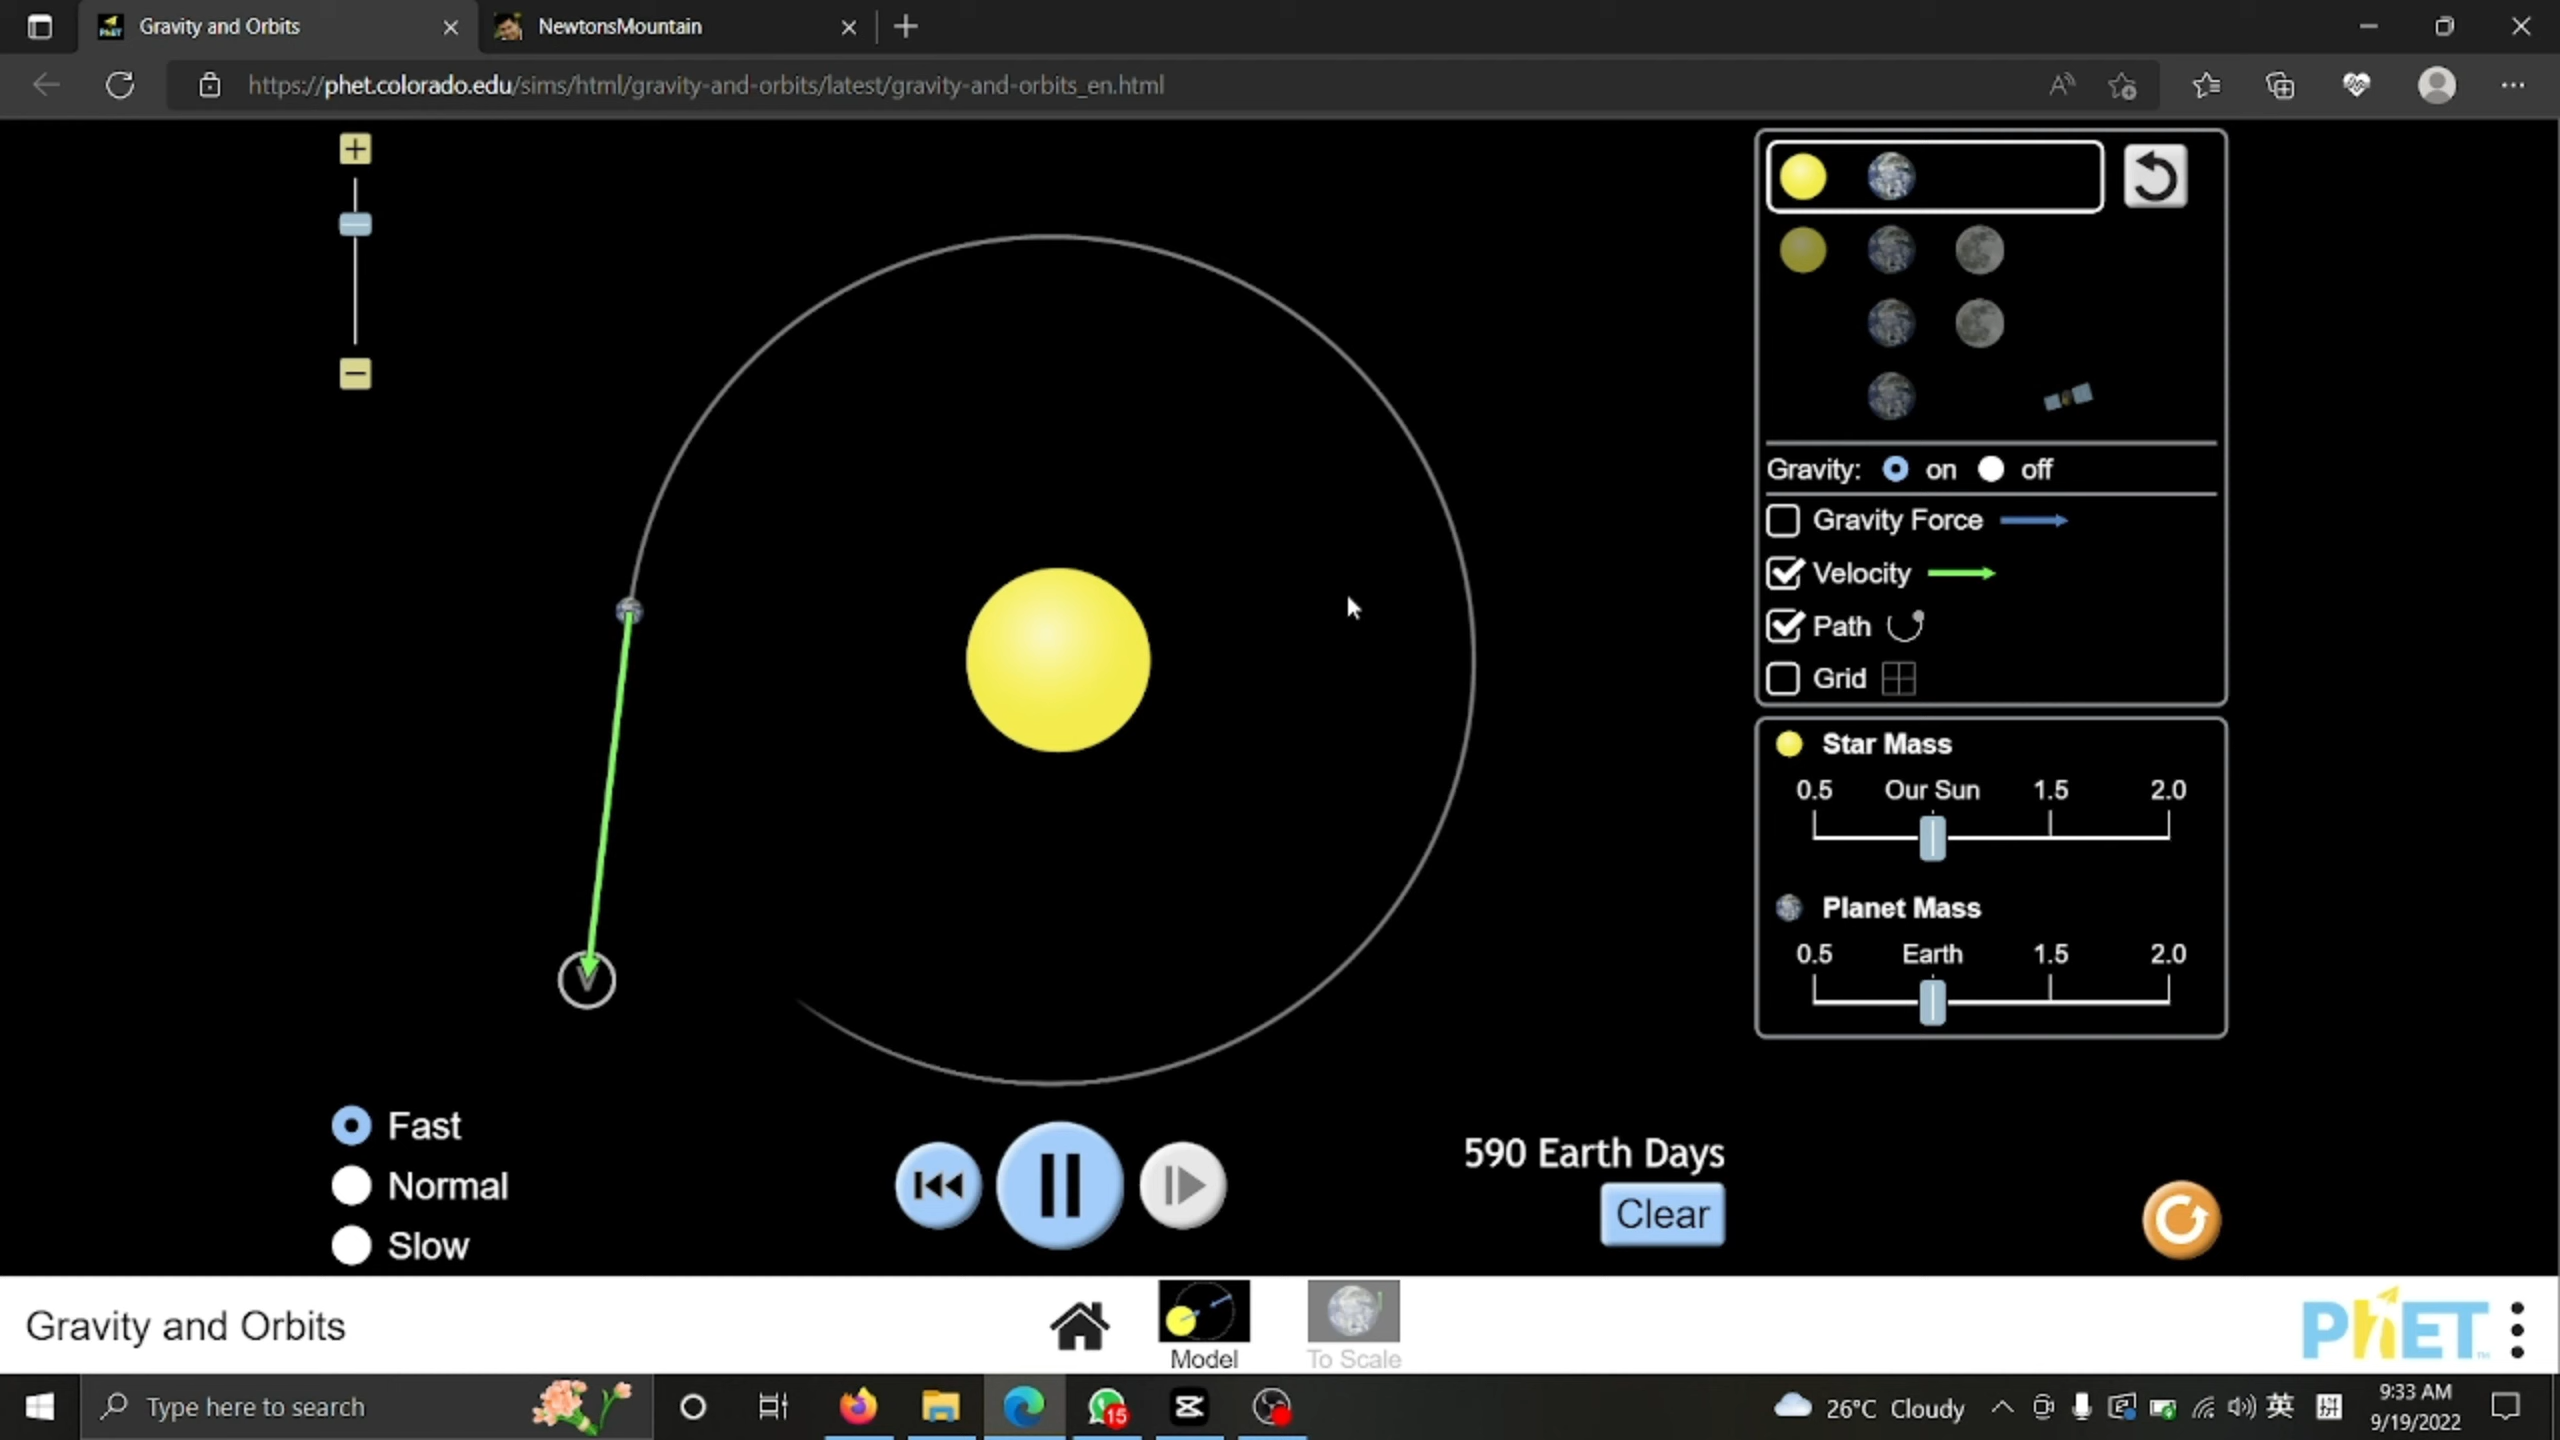 Gravity and Orbits
NewtonsMountain
https://phet.colorado.edu/sims/html/gravity-and-orbits/latest/gravity-and-orbits_en.html
Gravity: on off
Gravity Force
Velocity
Path
Grid
Star Mass
0.5 Our Sun 1.5 2.0
Planet Mass
0.5 Earth 1.5 2.0
V
Fast
Normal
Slow
590 Earth Days
Clear
Gravity and Orbits
Model
To Scale
PhET
Type here to search
15
26°C Cloudy
英
拼
9:33 AM
9/19/2022